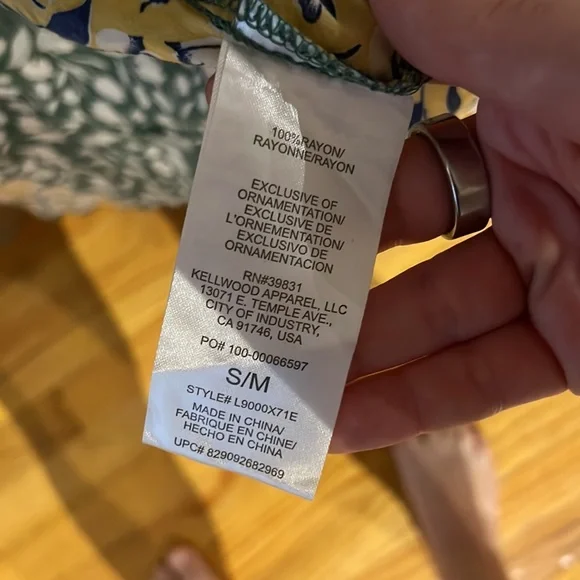 100% RAYON/
RAYONNE/RAYON
EXCLUSIVE OF
ORNAMENTATION/
EXCLUSIVE DE
L'ORNEMENTATION/
EXCLUSIVO DE
ORNAMENTACION
RN#39831
KELLWOOD APPAREL, LLC
13071 E. TEMPLE AVE.,
CITY OF INDUSTRY,
CA 91746, USA
PO# 100-00066597
S/M
STYLE# L9000X71E
MADE IN CHINA/
FABRIQUE EN CHINE/
HECHO EN CHINA
UPC# 829092682969